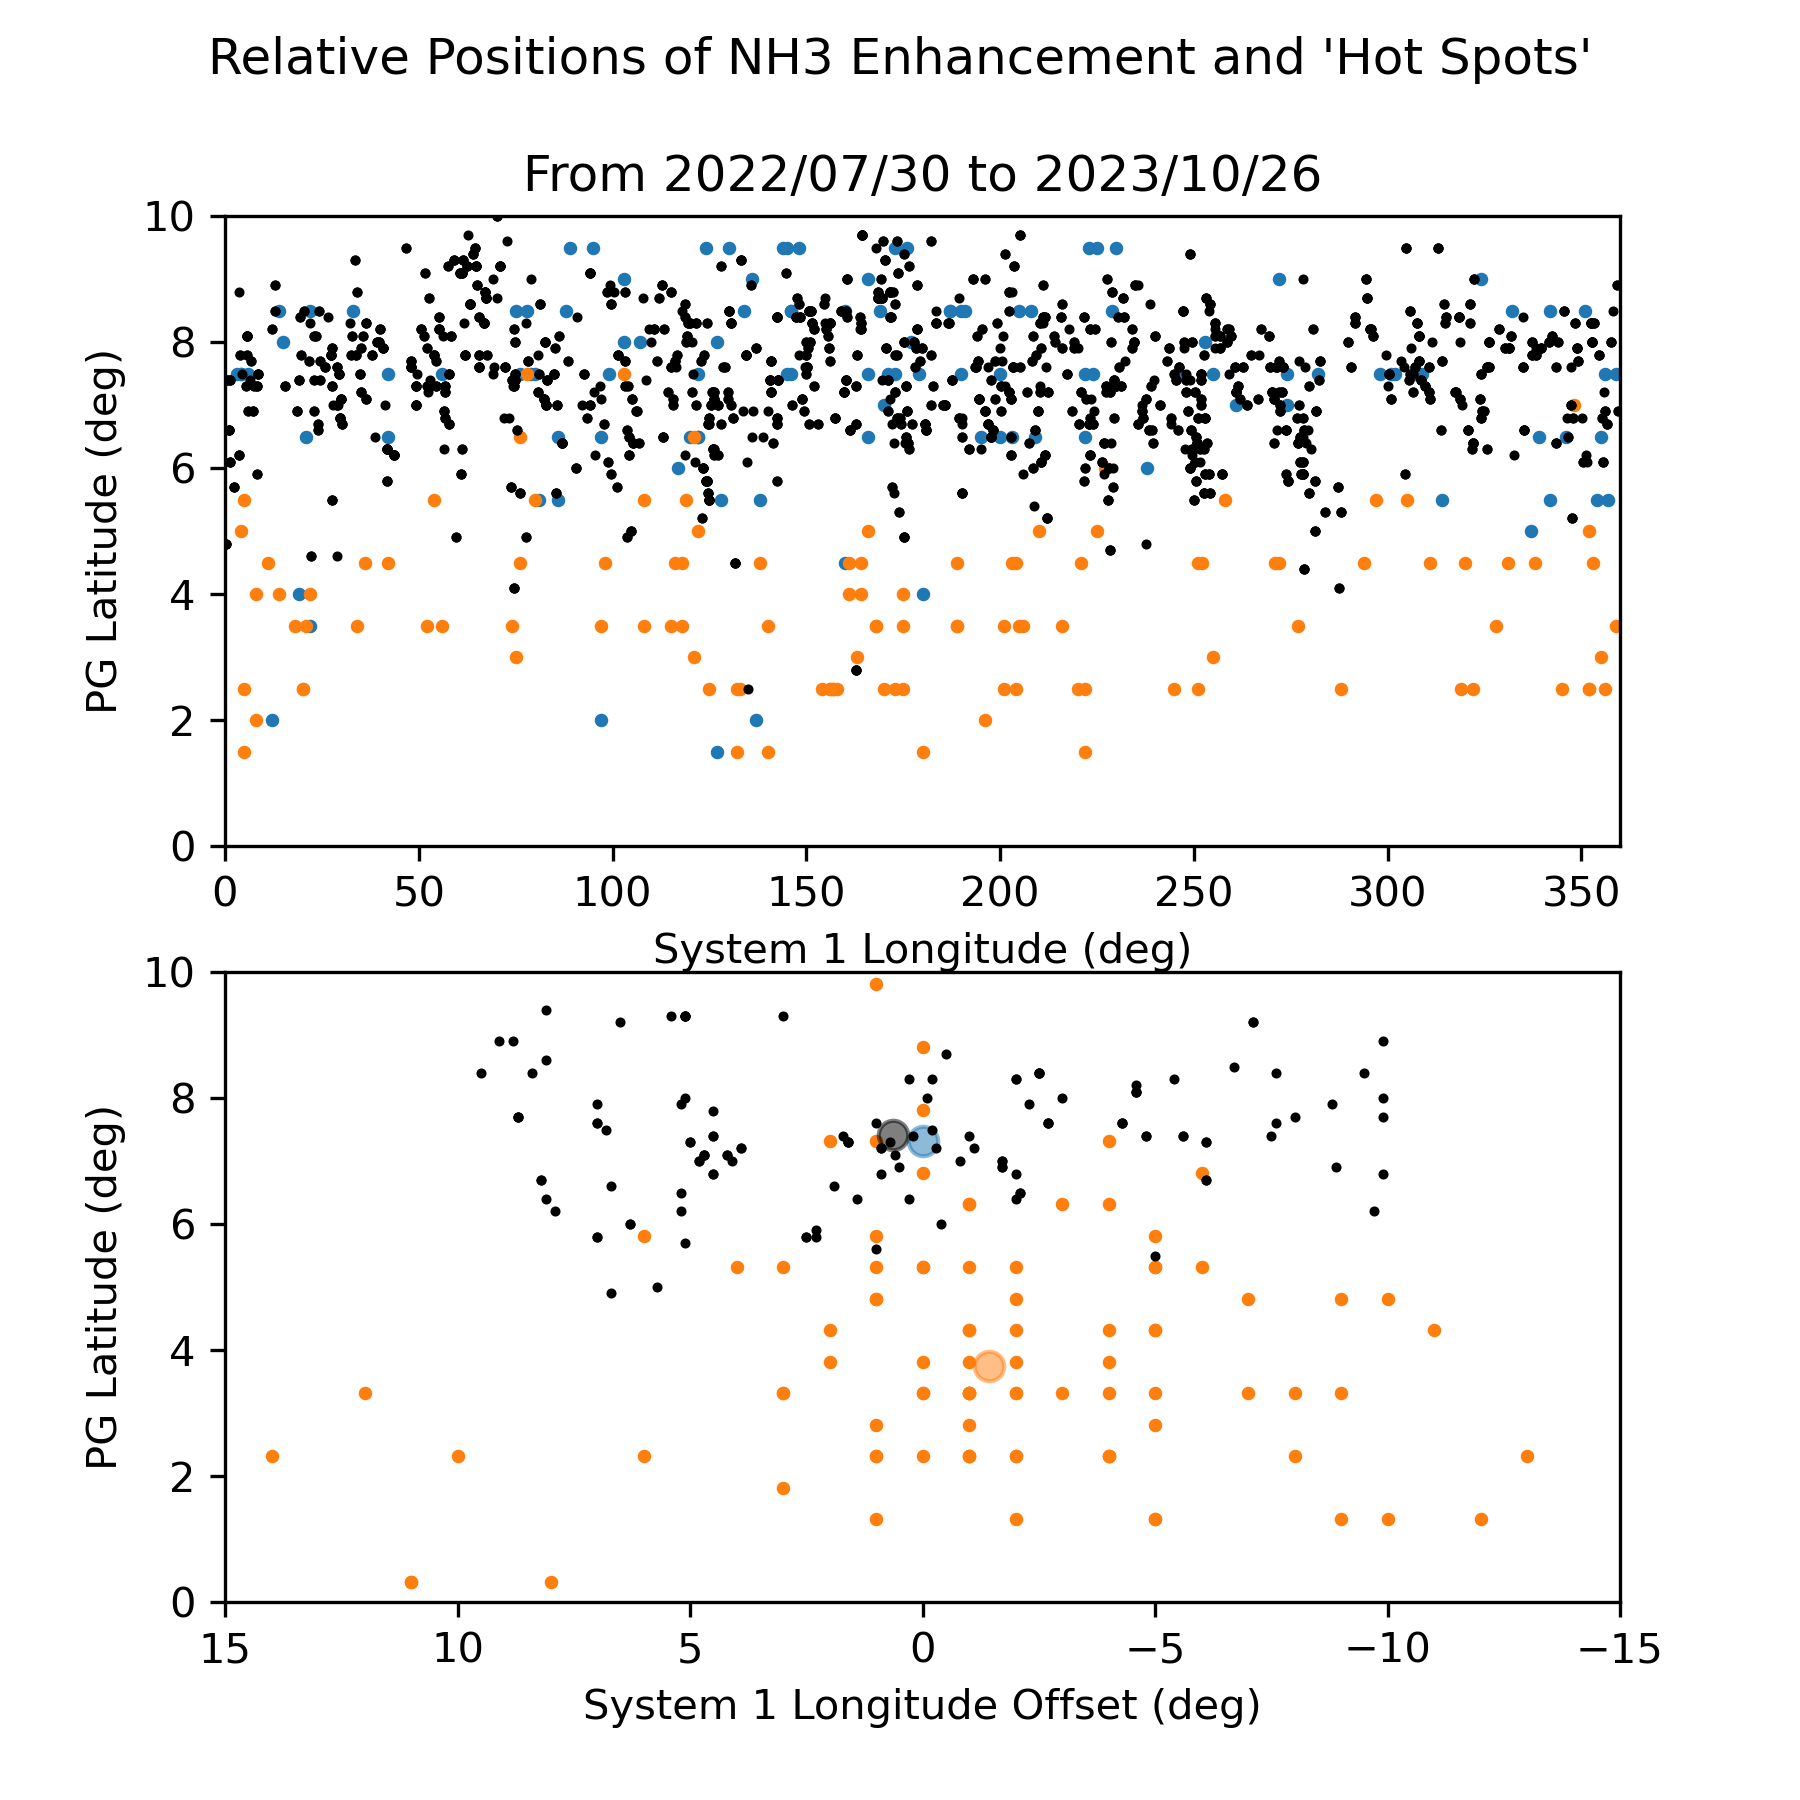 Relative Positions of NH3 Enhancement and 'Hot Spots'
From 2022/07/30 to 2023/10/26
10
8
6
4
2
0
PG Latitude (deg)
0 50 100 150 200 250 300 350
System 1 Longitude (deg)
10
8
6
4
2
0
PG Latitude (deg)
15 10 5 0 −5 −10 −15
System 1 Longitude Offset (deg)